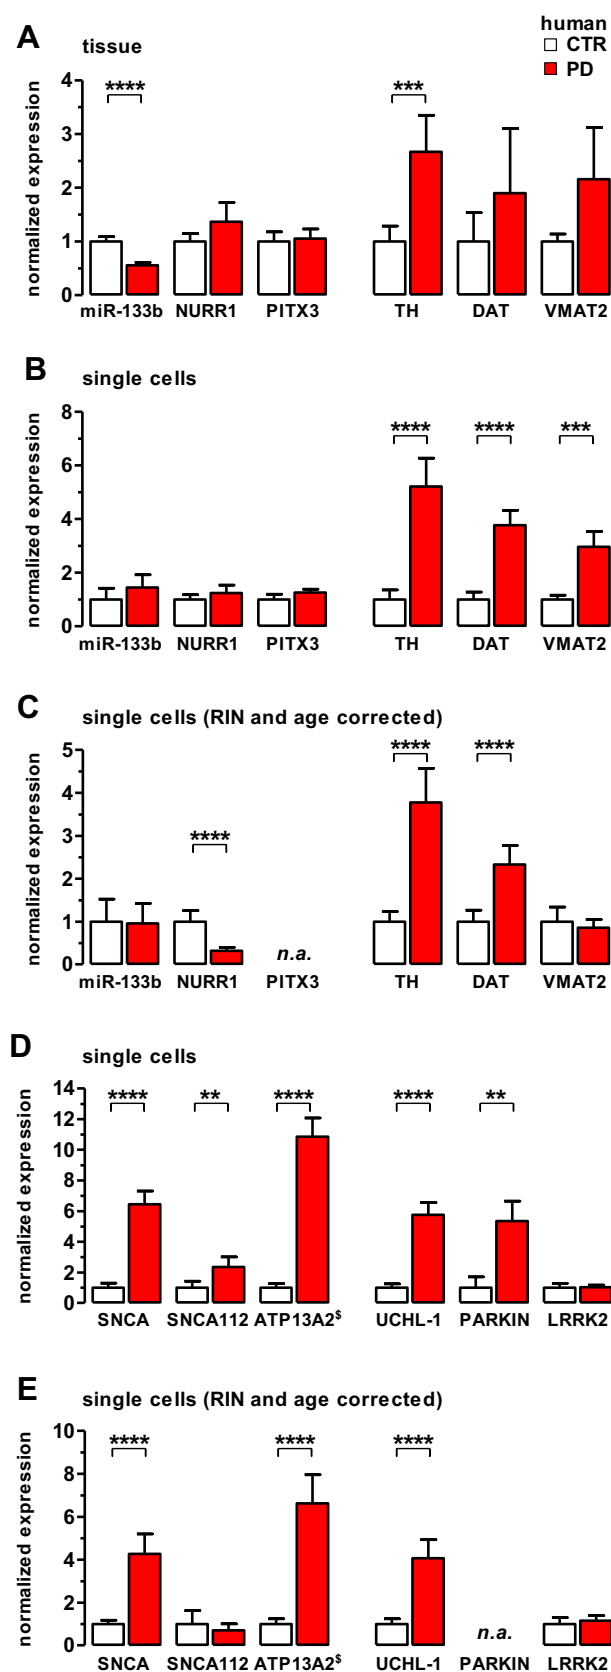 human
CTR
PD
A tissue
normalized expression
4
3
2
1
0
**** ***
miR-133b NURR1 PITX3 TH DAT VMAT2
B single cells
normalized expression
8
6
4
2
0
**** **** ***
miR-133b NURR1 PITX3 TH DAT VMAT2
C single cells (RIN and age corrected)
normalized expression
5
4
3
2
1
0
**** **** ****
n.a.
miR-133b NURR1 PITX3 TH DAT VMAT2
D single cells
normalized expression
14
12
10
8
6
4
2
0
**** ** **** **** **
SNCA SNCA112 ATP13A2$ UCHL-1 PARKIN LRRK2
E single cells (RIN and age corrected)
normalized expression
10
8
6
4
2
0
**** **** ****
n.a.
SNCA SNCA112 ATP13A2$ UCHL-1 PARKIN LRRK2